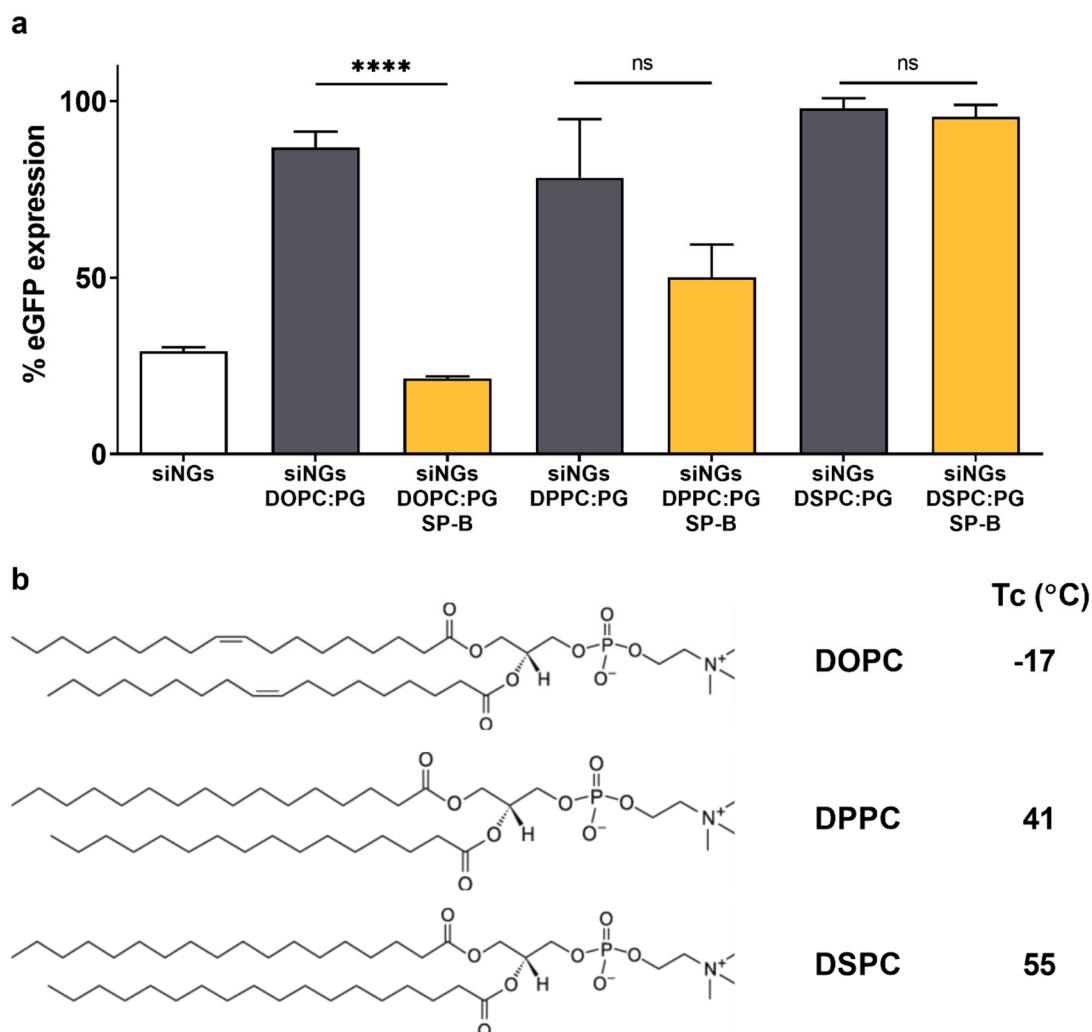 a
****
ns
ns
% eGFP expression
100
50
0
siNGs
siNGs
DOPC:PG
siNGs
DOPC:PG
SP-B
siNGs
DPPC:PG
siNGs
DPPC:PG
SP-B
siNGs
DSPC:PG
siNGs
DSPC:PG
SP-B
b
Tc (°C)
O
O
O
H
O
O
O
P
O
O⁻
N⁺
DOPC
-17
O
O
O
H
O
O
O
P
O
O⁻
N⁺
DPPC
41
O
O
O
H
O
O
O
P
O
O⁻
N⁺
DSPC
55